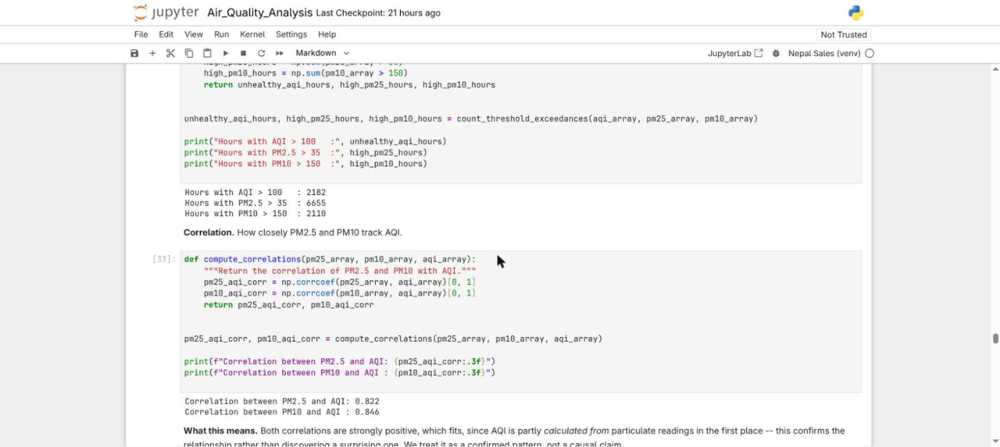 jupyter Air_Quality_Analysis Last Checkpoint: 21 hours ago
File Edit View Run Kernel Settings Help Not Trusted
Markdown JupyterLab Nepal Sales (venv)
    high_pm10_hours = np.sum(pm10_array > 150)
    return unhealthy_aqi_hours, high_pm25_hours, high_pm10_hours
unhealthy_aqi_hours, high_pm25_hours, high_pm10_hours = count_threshold_exceedances(aqi_array, pm25_array, pm10_array)
print("Hours with AQI > 100   :", unhealthy_aqi_hours)
print("Hours with PM2.5 > 35  :", high_pm25_hours)
print("Hours with PM10 > 150  :", high_pm10_hours)
Hours with AQI > 100   : 2182
Hours with PM2.5 > 35  : 6655
Hours with PM10 > 150  : 2110
Correlation. How closely PM2.5 and PM10 track AQI.
[33]: def compute_correlations(pm25_array, pm10_array, aqi_array):
    """Return the correlation of PM2.5 and PM10 with AQI."""
    pm25_aqi_corr = np.corrcoef(pm25_array, aqi_array)[0, 1]
    pm10_aqi_corr = np.corrcoef(pm10_array, aqi_array)[0, 1]
    return pm25_aqi_corr, pm10_aqi_corr
pm25_aqi_corr, pm10_aqi_corr = compute_correlations(pm25_array, pm10_array, aqi_array)
print(f"Correlation between PM2.5 and AQI: {pm25_aqi_corr:.3f}")
print(f"Correlation between PM10 and AQI : {pm10_aqi_corr:.3f}")
Correlation between PM2.5 and AQI: 0.822
Correlation between PM10 and AQI : 0.846
What this means. Both correlations are strongly positive, which fits, since AQI is partly calculated from particulate readings in the first place -- this confirms the
relationship rather than discovering a surprising one. We treat it as a confirmed pattern, not a causal claim.